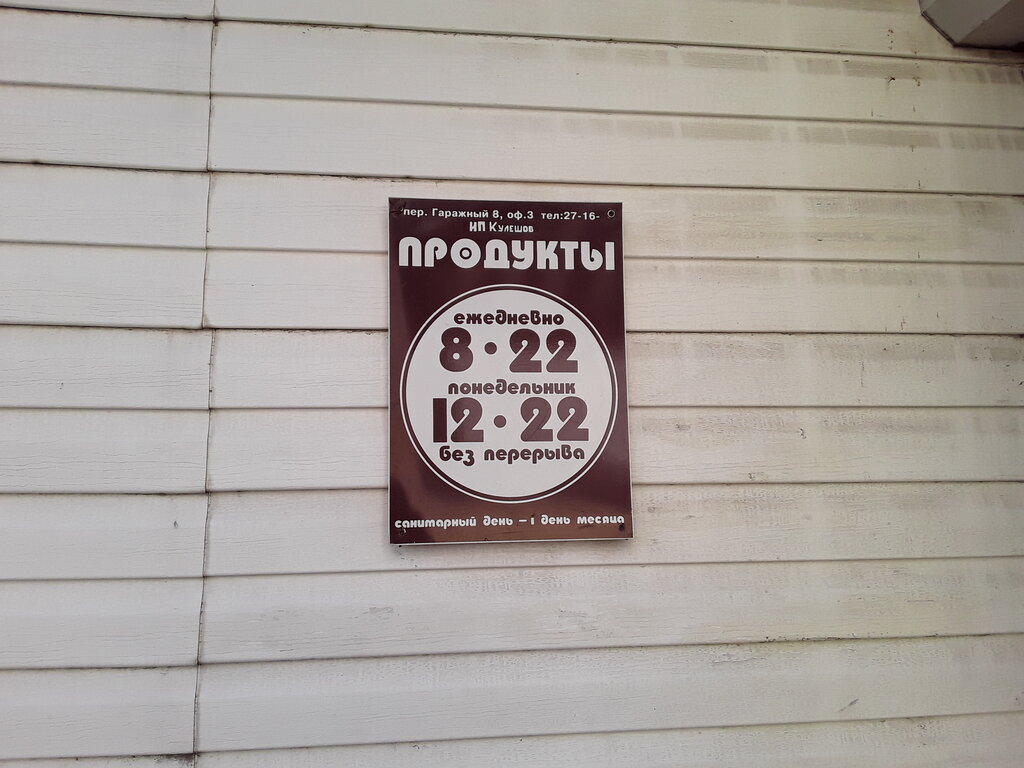 пер. Гаражный 8, оф.3 тел:27-16-
ИП Кулешов
ПРОДУКТЫ
ежедневно
8•22
понедельник
12•22
без перерыва
санитарный день – 1 день месяца